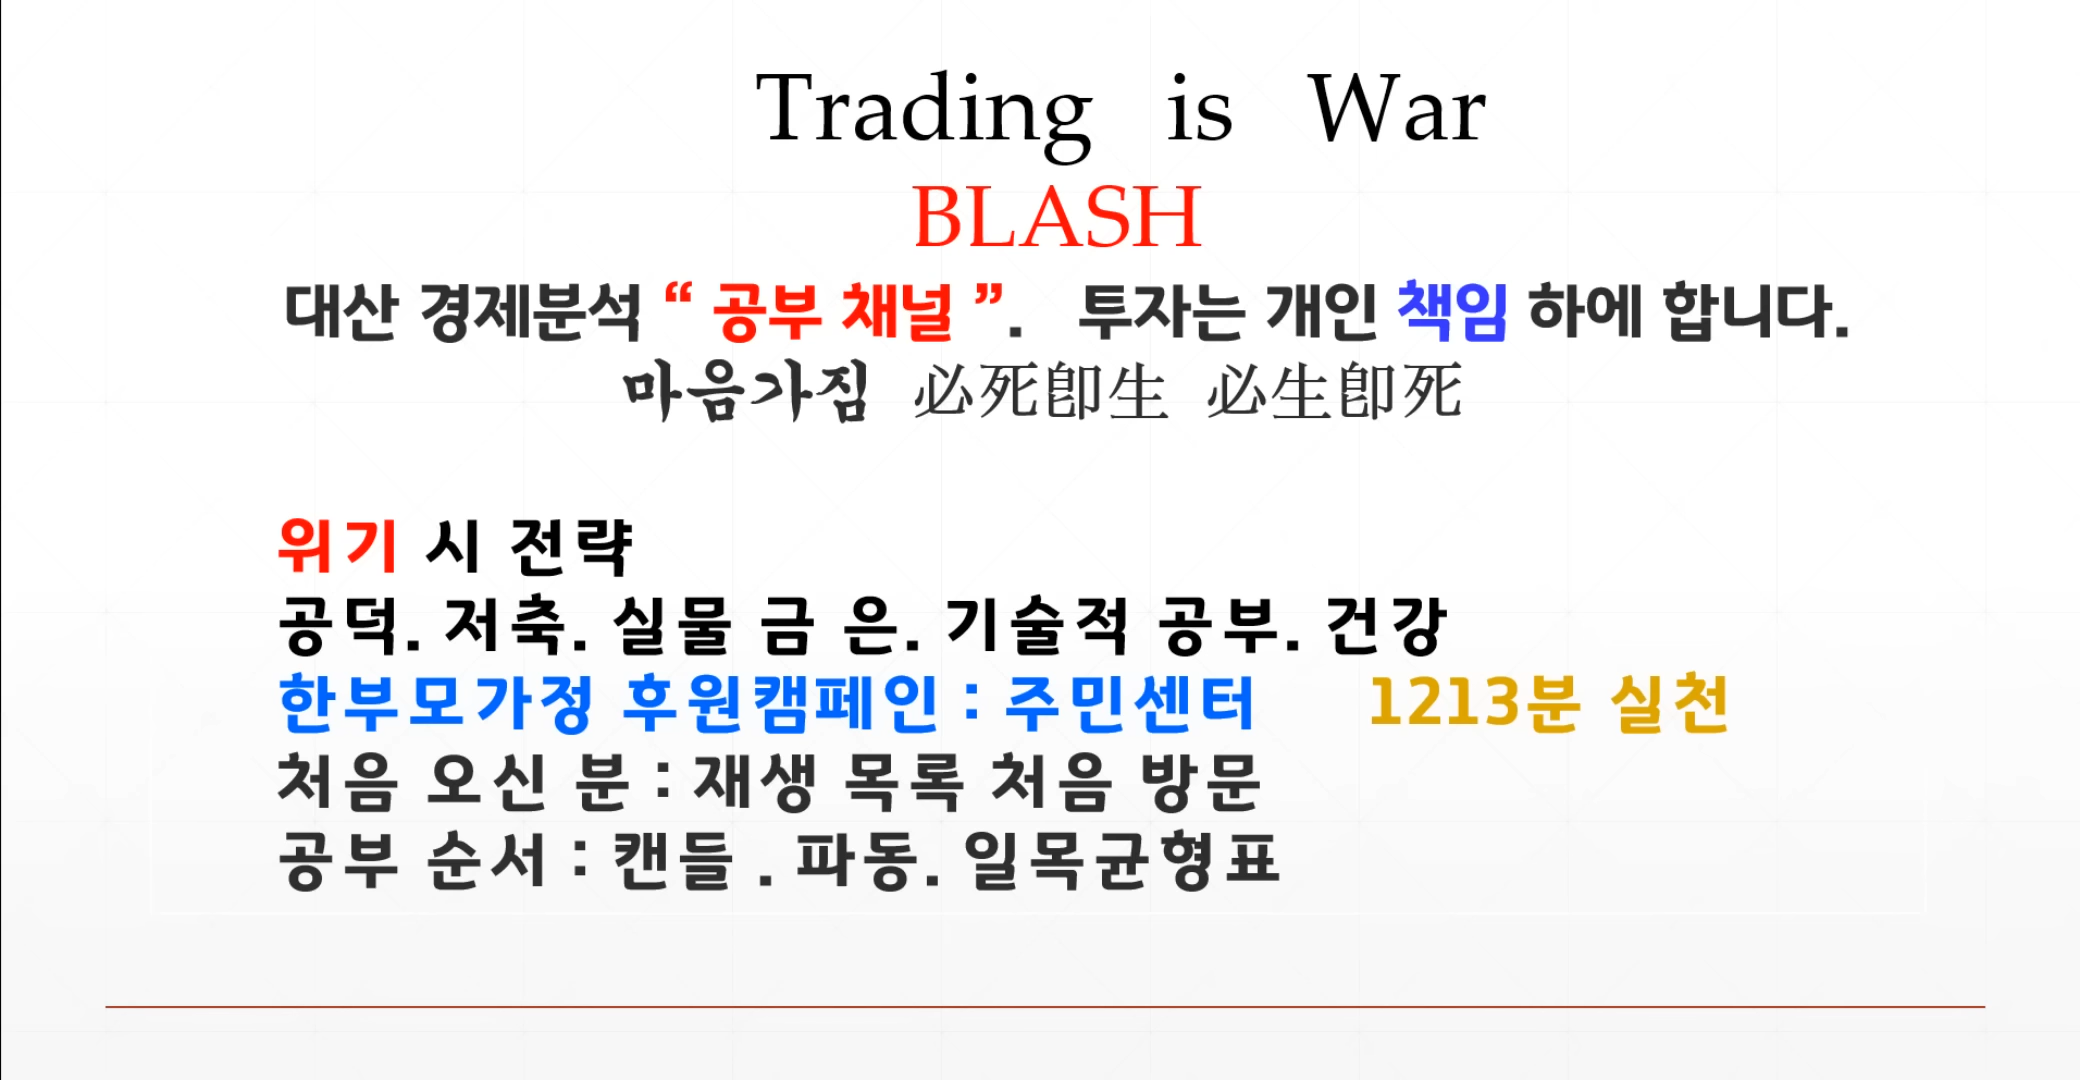 Trading is War
BLASH
대산 경제분석 “ 공부 채널 ”. 투자는 개인 책임 하에 합니다.
마음가짐 必死卽生 必生卽死
위기 시 전략
공덕. 저축. 실물 금 은. 기술적 공부. 건강
한부모가정 후원캠페인 : 주민센터 1213분 실천
처음 오신 분 : 재생 목록 처음 방문
공부 순서 : 캔들 . 파동. 일목균형표